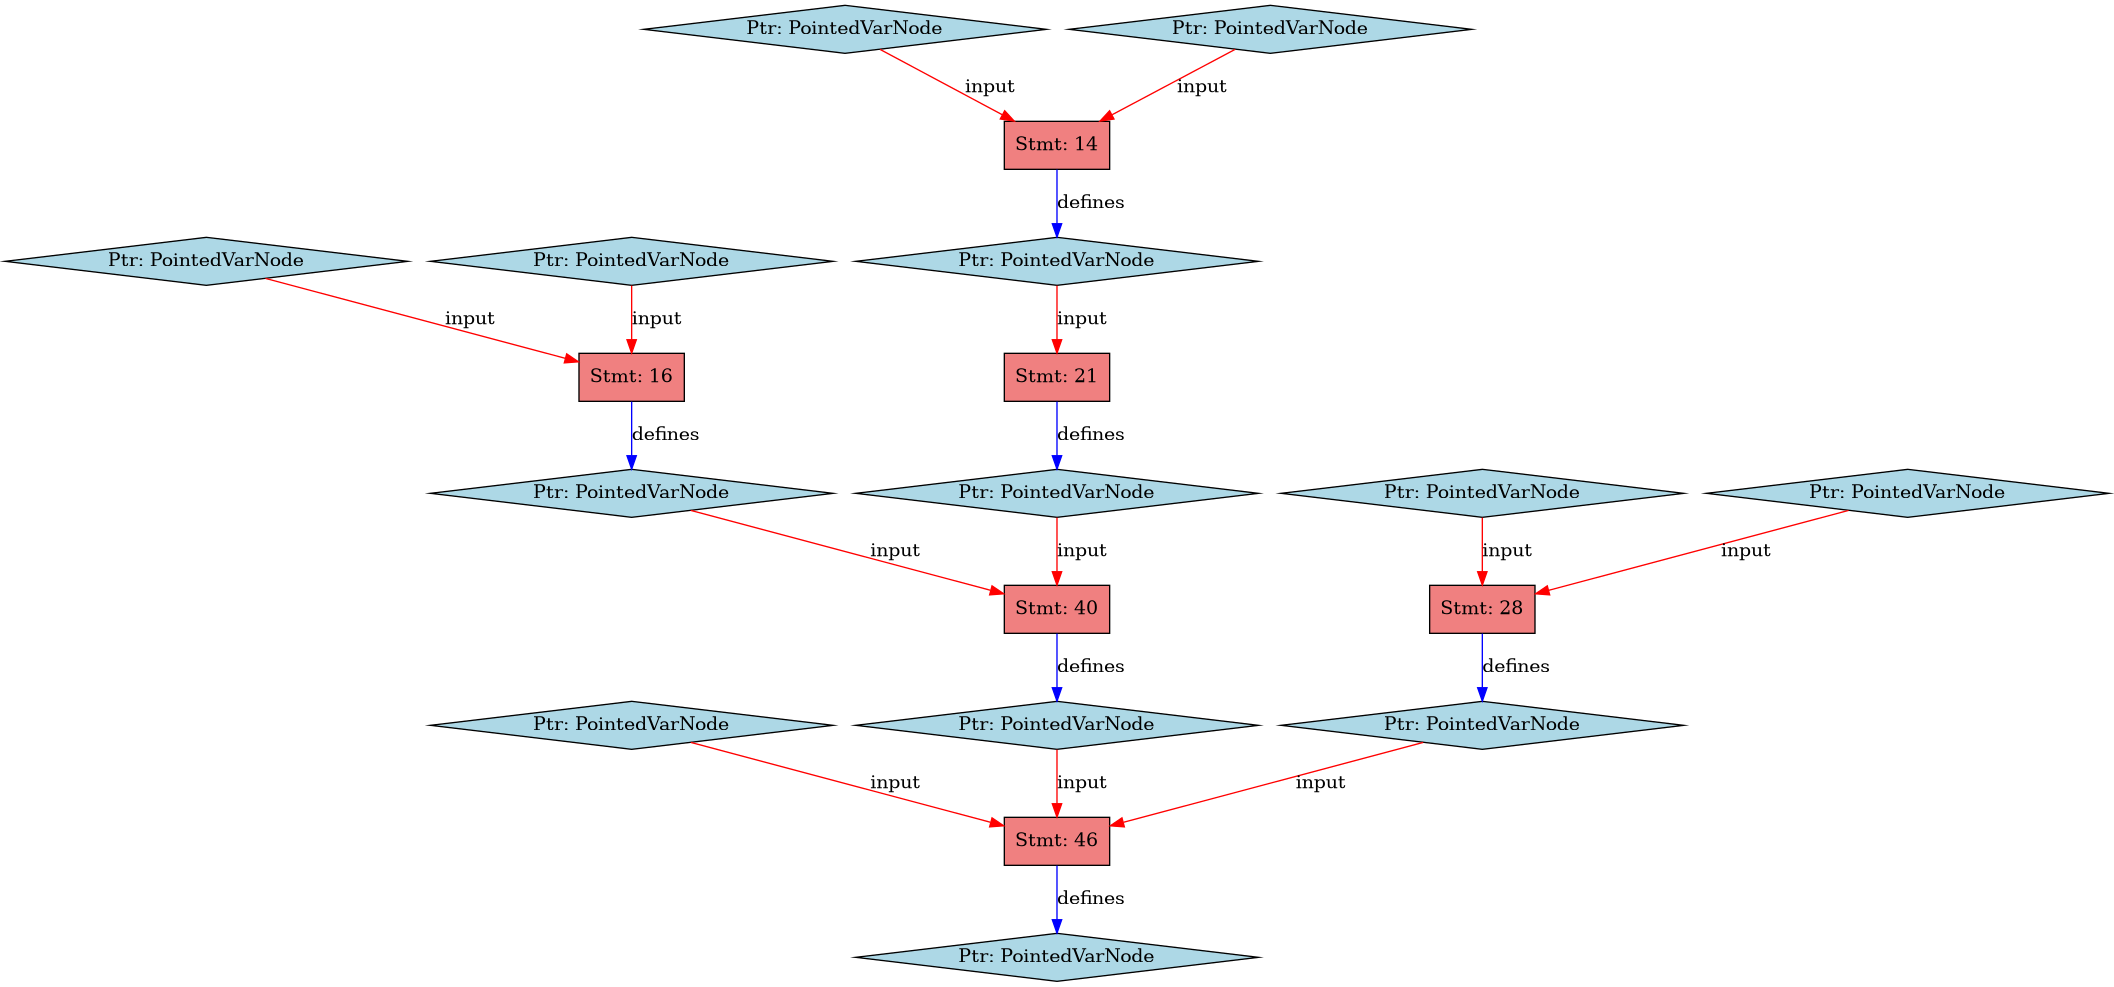 Ptr: PointedVarNode
Ptr: PointedVarNode
input
input
Stmt: 14
defines
Ptr: PointedVarNode
Ptr: PointedVarNode
Ptr: PointedVarNode
input
input
input
Stmt: 16
Stmt: 21
defines
defines
Ptr: PointedVarNode
Ptr: PointedVarNode
Ptr: PointedVarNode
Ptr: PointedVarNode
input
input
input
input
Stmt: 40
Stmt: 28
defines
defines
Ptr: PointedVarNode
Ptr: PointedVarNode
Ptr: PointedVarNode
input
input
input
Stmt: 46
defines
Ptr: PointedVarNode